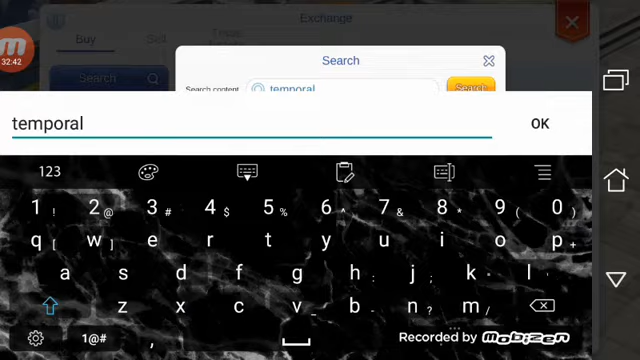 Exchange
Buy Sell
Search
Search
32:42
Search content temporal Search
temporal OK
123
1 ! 2 @ 3 # 4 $ 5 % 6 ^ 7 & 8 * 9 ( 0 )
q [ w ] e r t y u i o p +
a s d f g h : j ; k " l '
z x c v _ b - n ? m /
1@# ,
Recorded by MOBIZEN